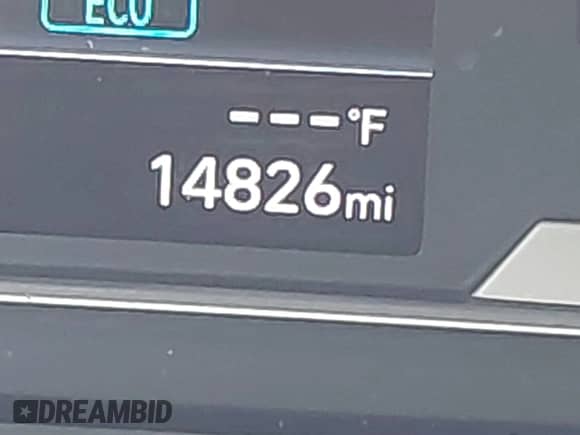 ECO
---°F
14826mi
DREAMBID